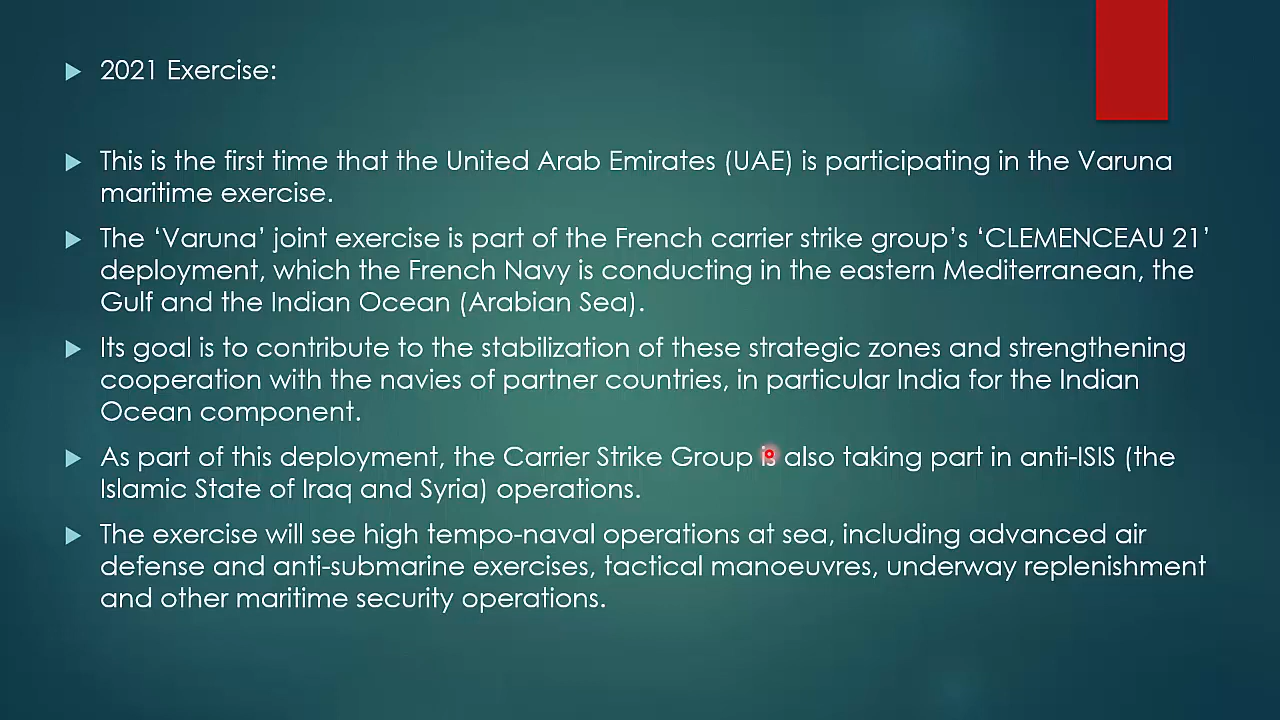 2021 Exercise:
This is the first time that the United Arab Emirates (UAE) is participating in the Varuna
maritime exercise.
The ‘Varuna’ joint exercise is part of the French carrier strike group’s ‘CLEMENCEAU 21’
deployment, which the French Navy is conducting in the eastern Mediterranean, the
Gulf and the Indian Ocean (Arabian Sea).
Its goal is to contribute to the stabilization of these strategic zones and strengthening
cooperation with the navies of partner countries, in particular India for the Indian
Ocean component.
As part of this deployment, the Carrier Strike Group is also taking part in anti-ISIS (the
Islamic State of Iraq and Syria) operations.
The exercise will see high tempo-naval operations at sea, including advanced air
defense and anti-submarine exercises, tactical manoeuvres, underway replenishment
and other maritime security operations.